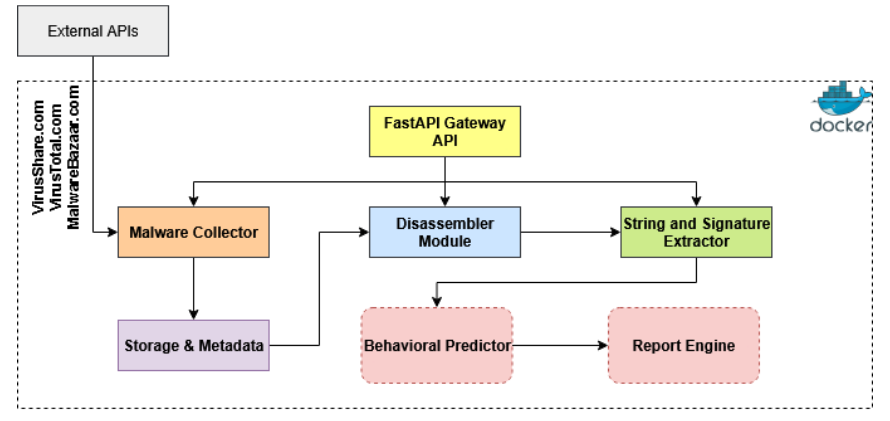 External APIs
VirusShare.com
VirusTotal.com
MalwareBazaar.com
docker
FastAPI Gateway
API
Malware Collector
Disassembler
Module
String and Signature
Extractor
Storage & Metadata
Behavioral Predictor
Report Engine